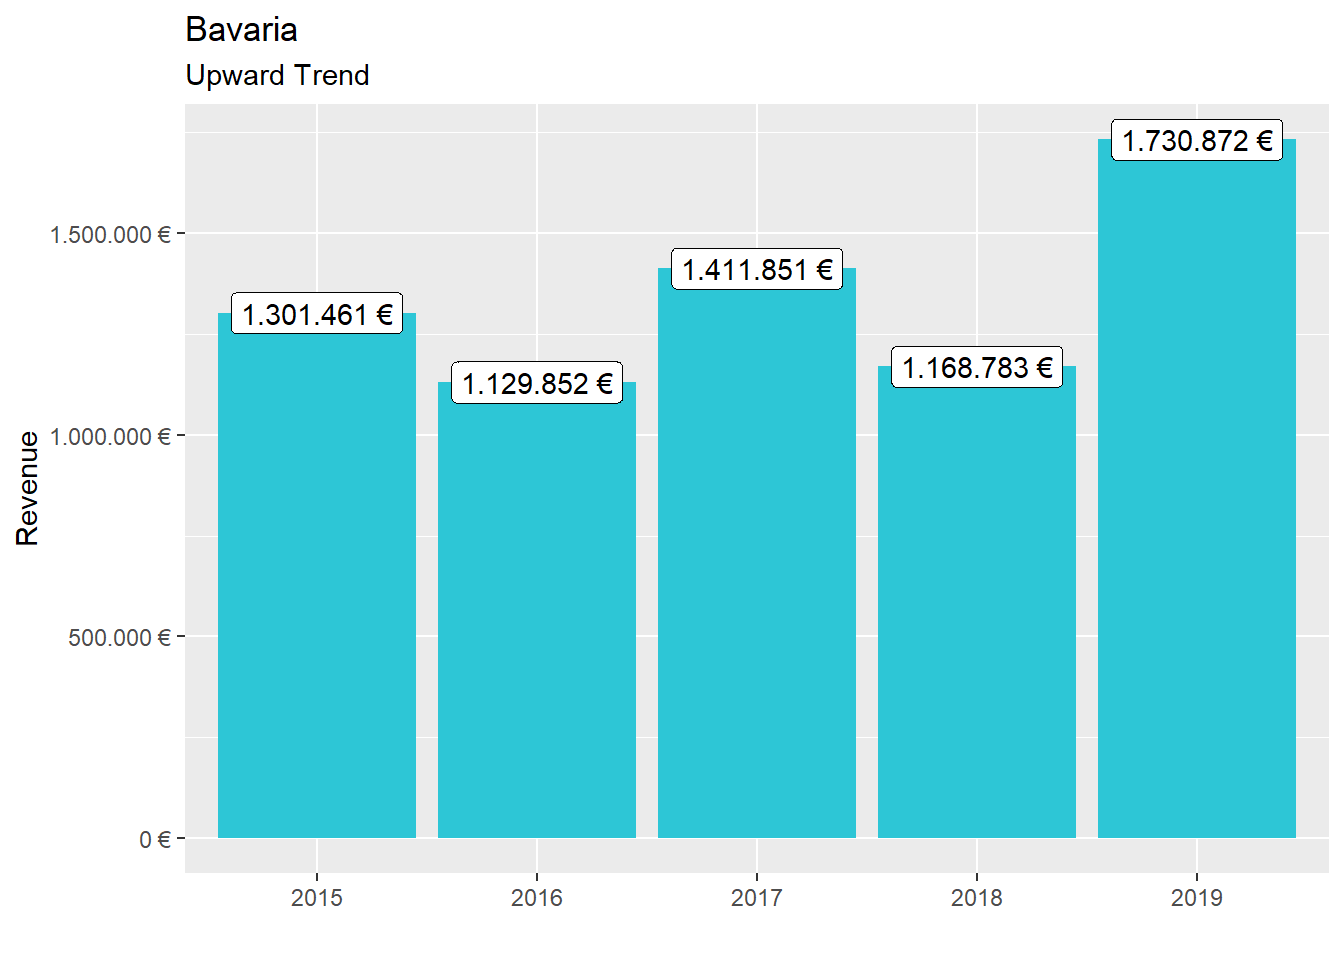 Bavaria
Upward Trend
1.730.872 €
1.500.000 €
1.411.851 €
1.301.461 €
1.168.783 €
1.129.852 €
1.000.000 €
Revenue
500.000 €
0 €
2015 2016 2017 2018 2019